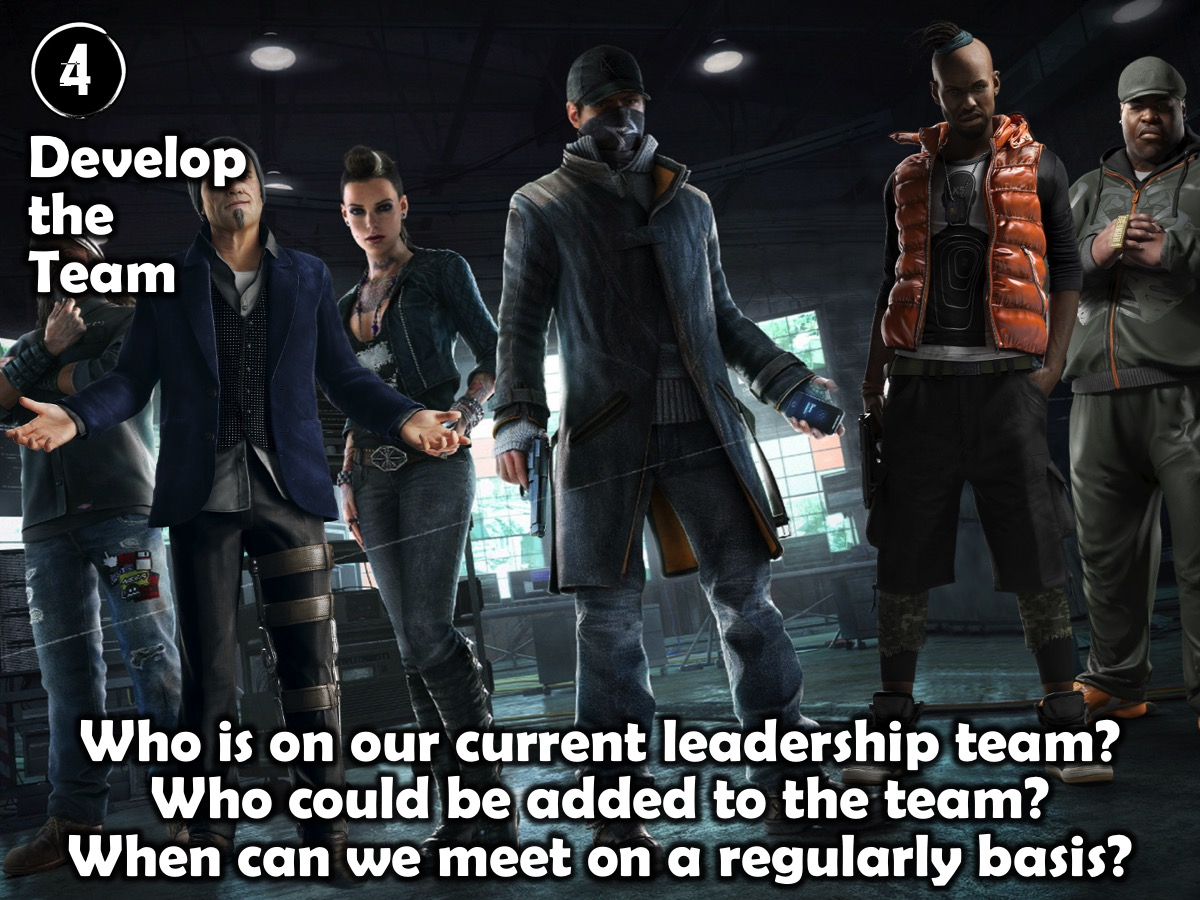 4
Develop
the
Team
Who is on our current leadership team?
Who could be added to the team?
When can we meet on a regularly basis?